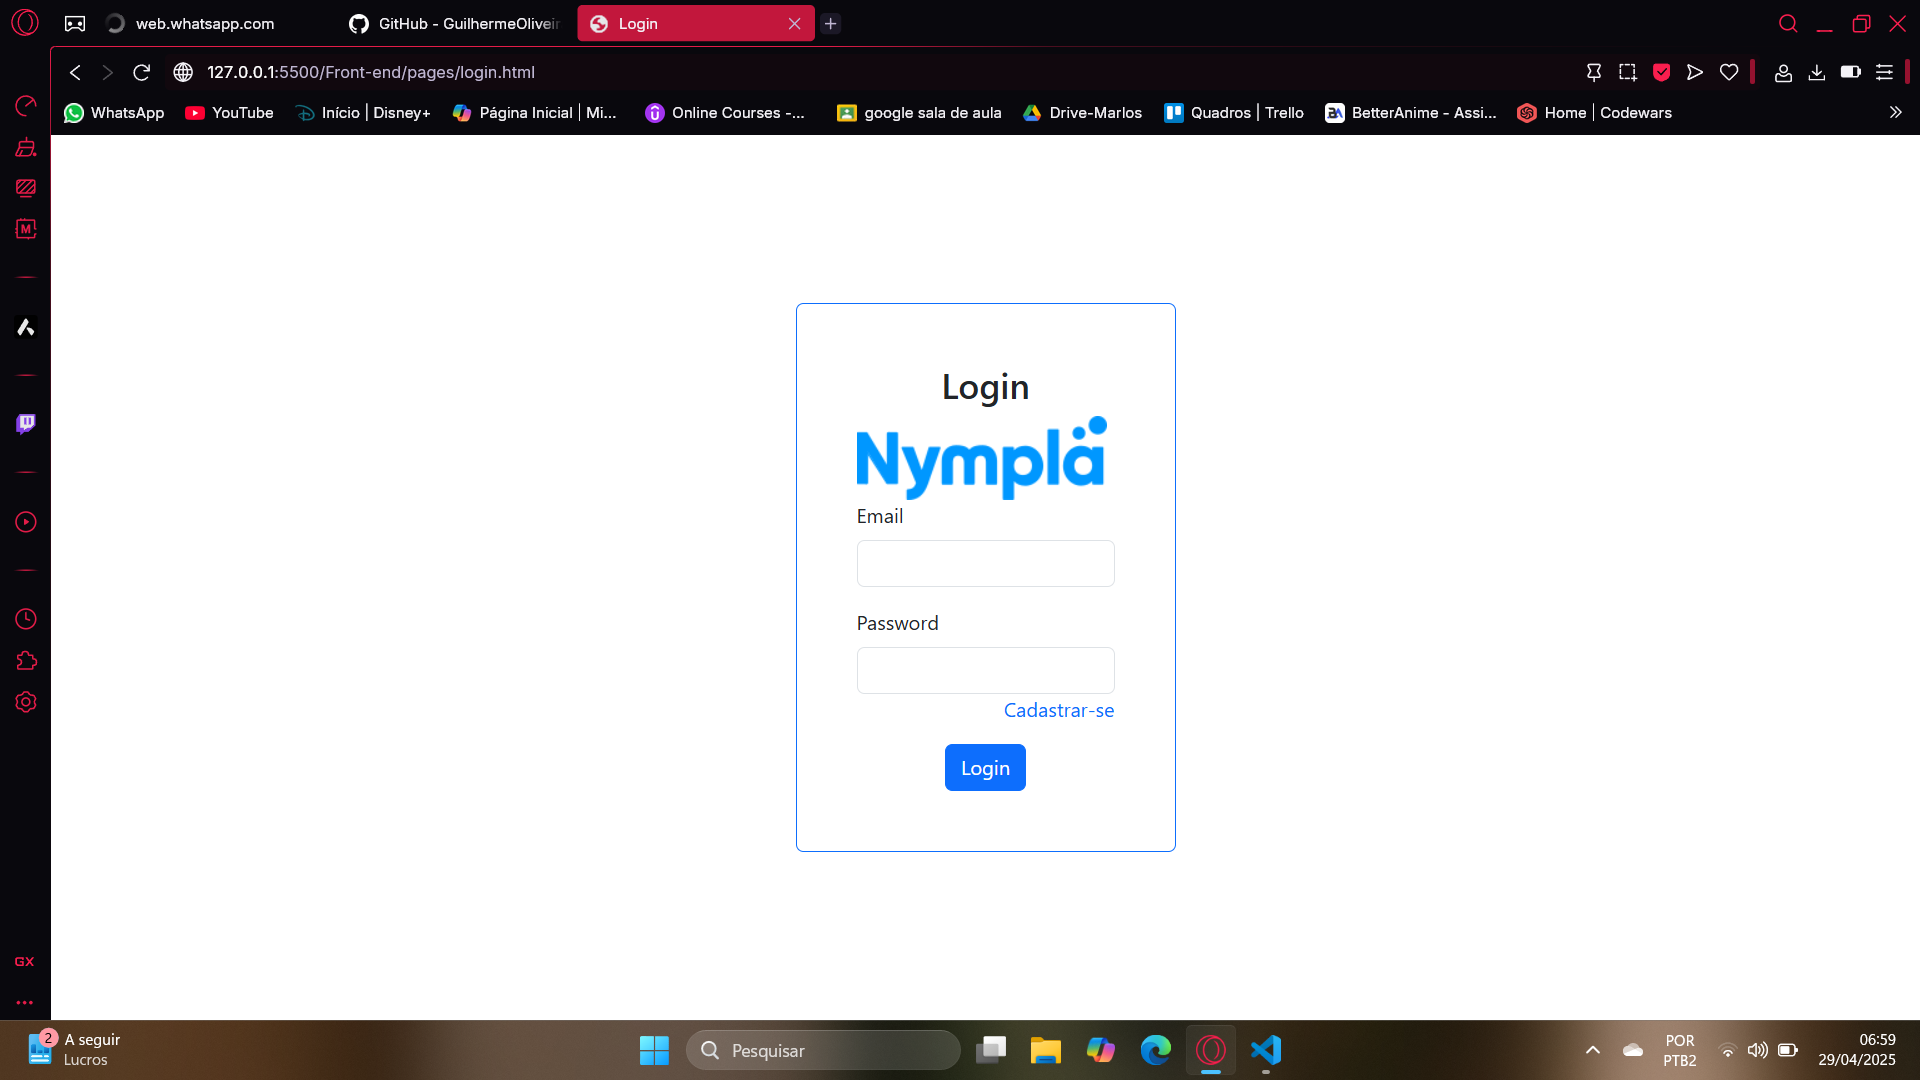 web.whatsapp.com
GitHub - GuilhermeOliveir
Login
127.0.0.1:5500/Front-end/pages/login.html
WhatsApp
YouTube
Início | Disney+
Página Inicial | Mi...
Online Courses -...
google sala de aula
Drive-Marlos
Quadros | Trello
BetterAnime - Assi...
Home | Codewars
M
Login
Nymplä
Email
Password
Cadastrar-se
Login
GX
2
A seguir
Lucros
Pesquisar
POR
PTB2
06:59
29/04/2025